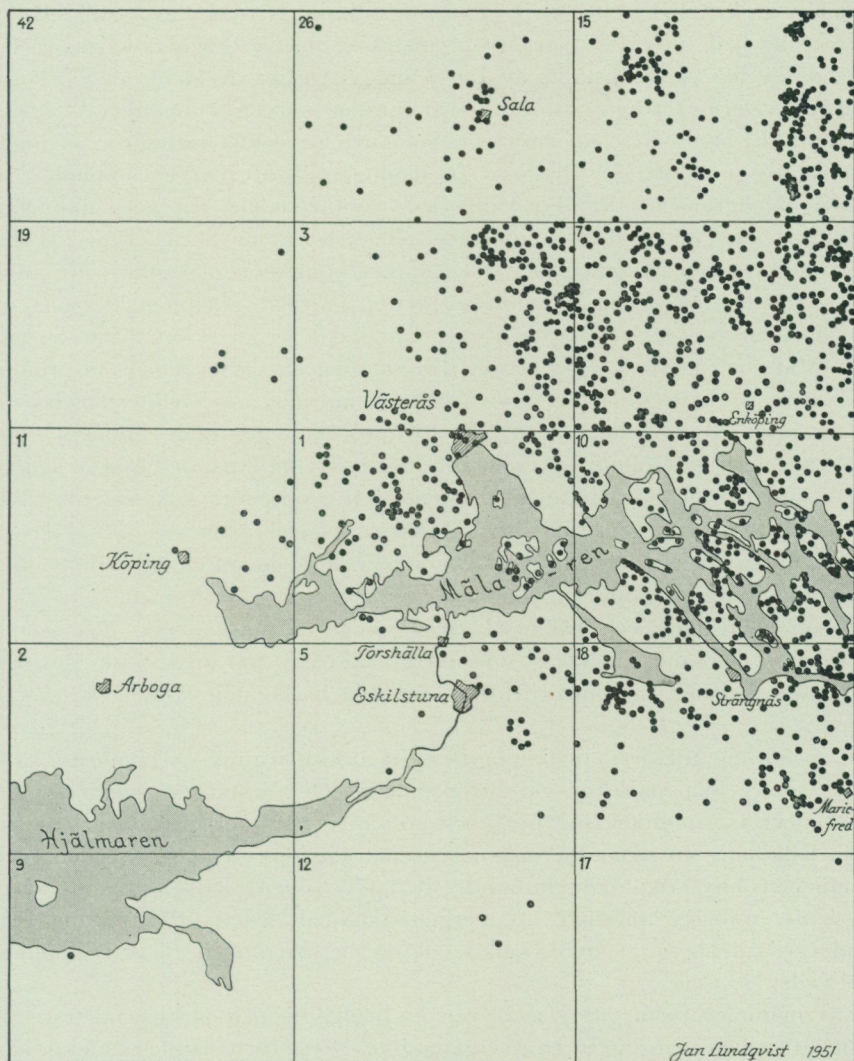 42
26
15
Sala
19
3
7
Västerås
Enköping
11
1
10
Köping
Mälaren
2
5
18
Torshälla
Arboga
Eskilstuna
Strängnäs
Marie-
fred
Hjälmaren
9
12
17
Jan Lundqvist 1951